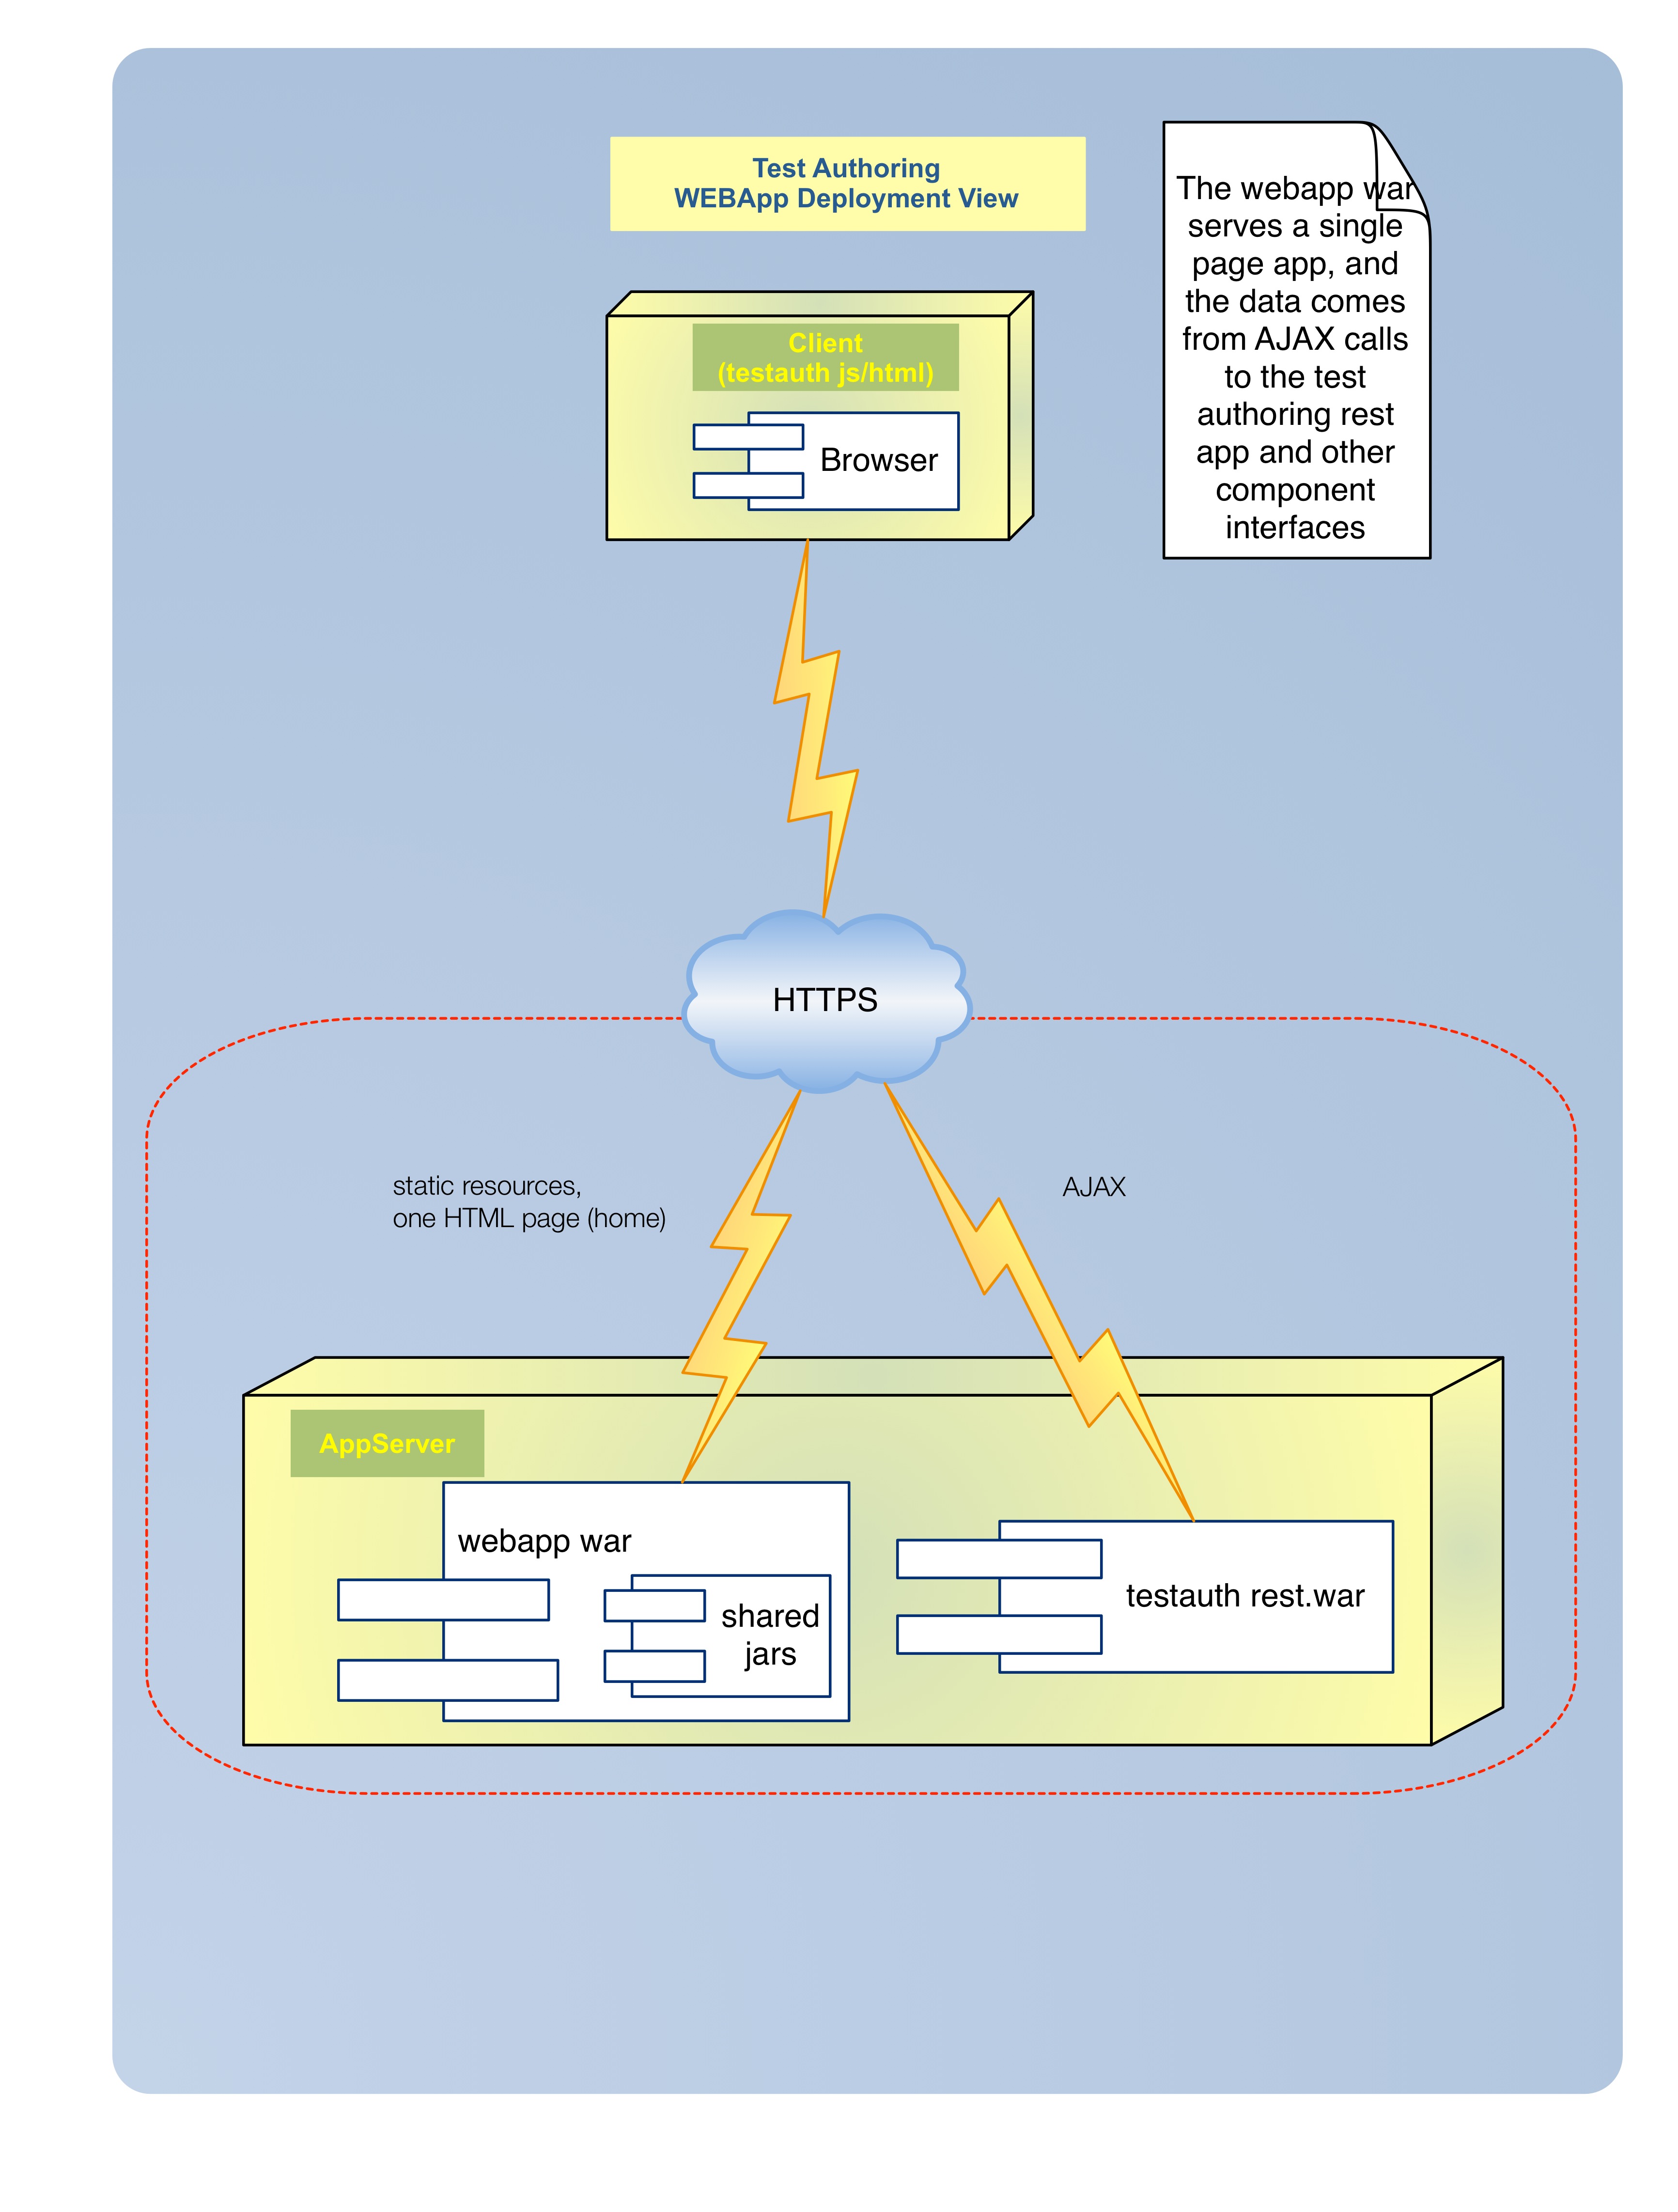 Test Authoring
WEBApp Deployment View
The webapp war
serves a single
page app, and
the data comes
from AJAX calls
to the test
authoring rest
app and other
component
interfaces
Client
(testauth js/html)
Browser
HTTPS
static resources,
one HTML page (home)
AJAX
AppServer
webapp war
shared
jars
testauth rest.war